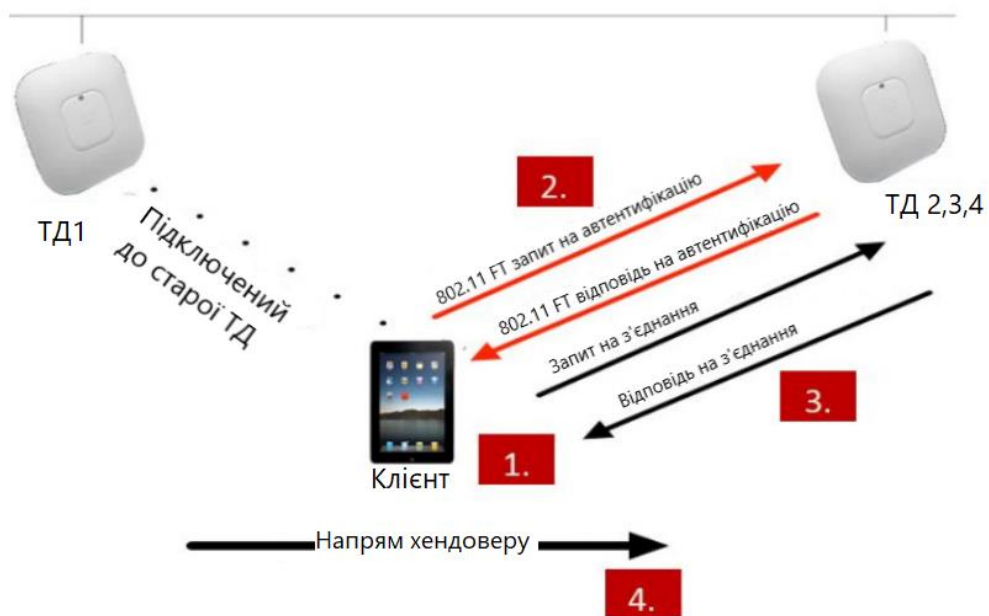 ТД1
Підключений
до старої ТД
2.
802.11 FT запит на автентифікацію
802.11 FT відповідь на автентифікацію
ТД 2,3,4
Запит на з'єднання
Відповідь на з'єднання
3.
Клієнт
1.
Напрям хендоверу
4.